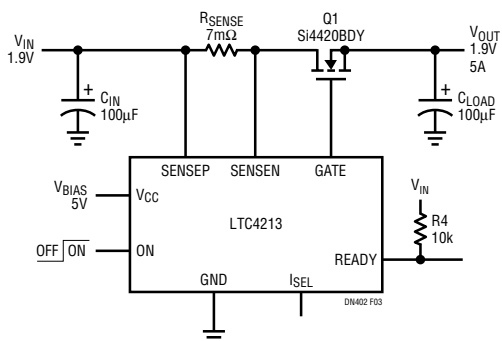 V_IN
1.9V
R_SENSE
7mΩ
Q1
Si4420BDY
V_OUT
1.9V
5A
+
C_IN
100µF
+
C_LOAD
100µF
SENSEP
SENSEN
GATE
V_BIAS
5V
V_CC
LTC4213
V_IN
R4
10k
OFF ON
ON
READY
GND
I_SEL
DN402 F03